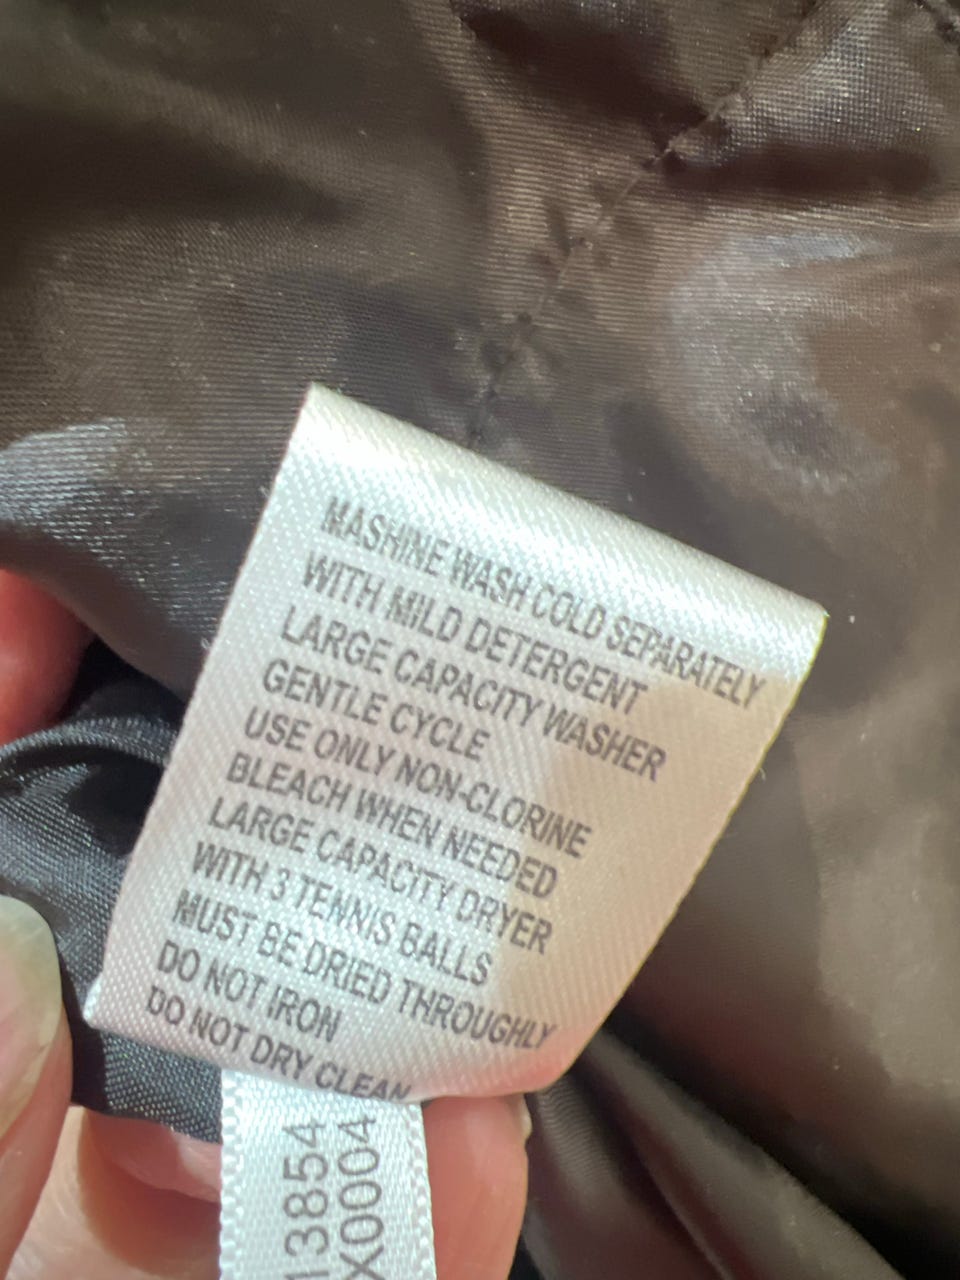 MASHINE WASH COLD SEPARATELY
WITH MILD DETERGENT
LARGE CAPACITY WASHER
GENTLE CYCLE
USE ONLY NON-CLORINE
BLEACH WHEN NEEDED
LARGE CAPACITY DRYER
WITH 3 TENNIS BALLS
MUST BE DRIED THROUGHLY
DO NOT IRON
DO NOT DRY CLEAN
13854
X0004